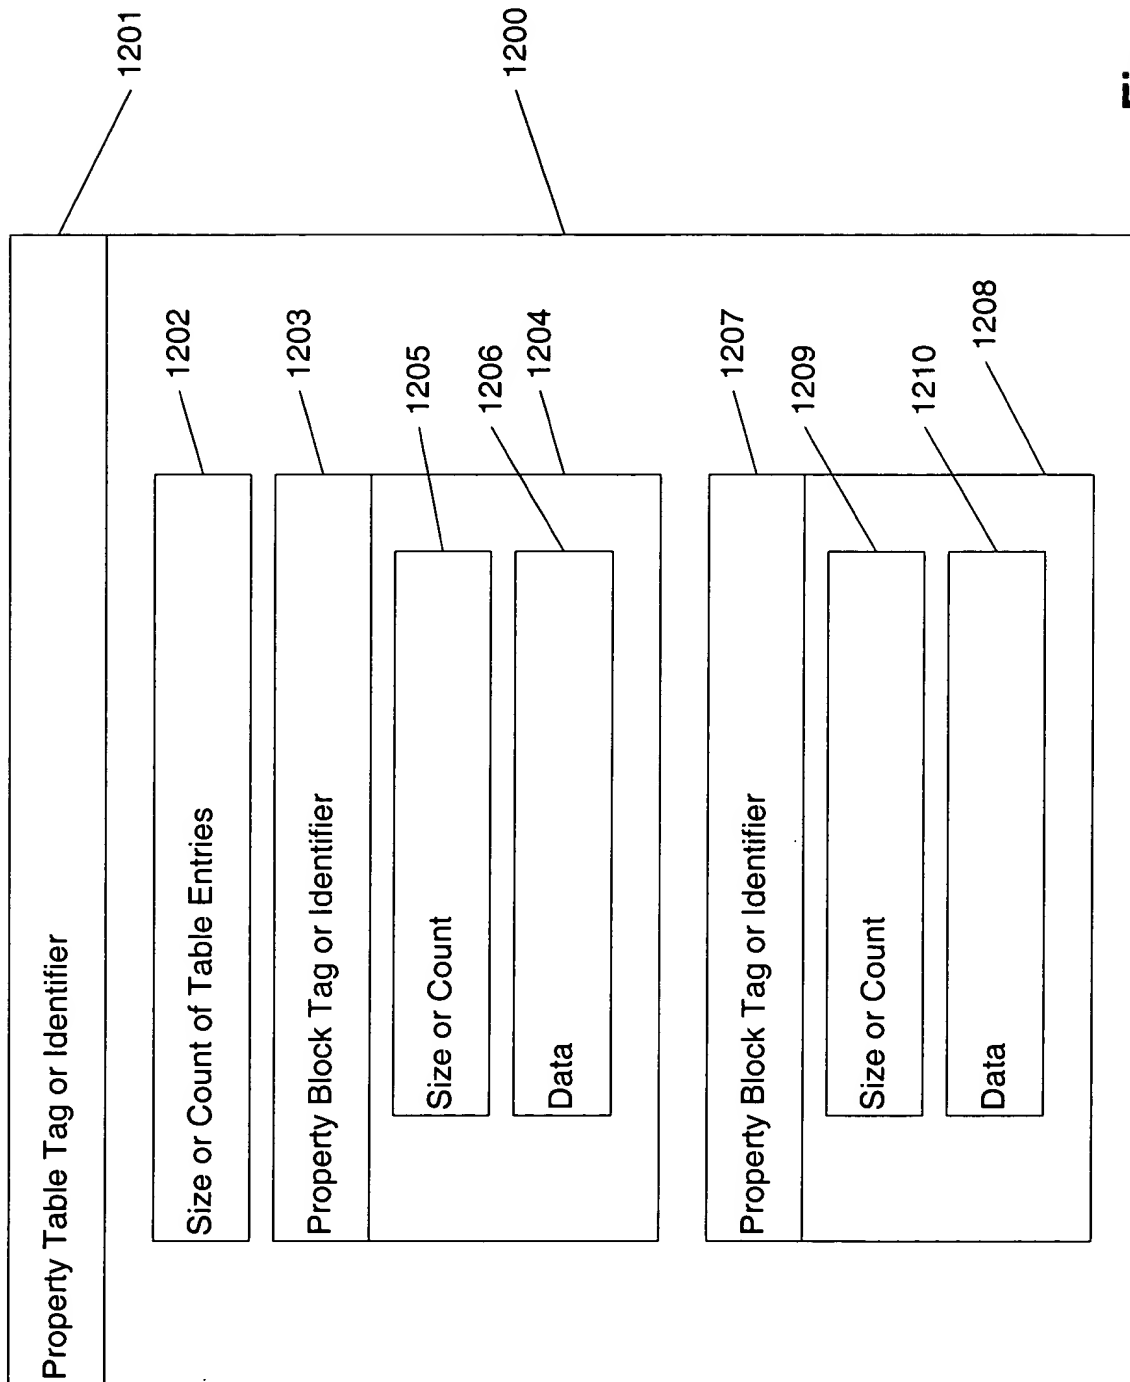 Property Table Tag or Identifier
1201
Size or Count of Table Entries
1202
Property Block Tag or Identifier
1203
Size or Count
1205
Data
1206
1204
1200
Property Block Tag or Identifier
1207
Size or Count
1209
Data
1210
1208